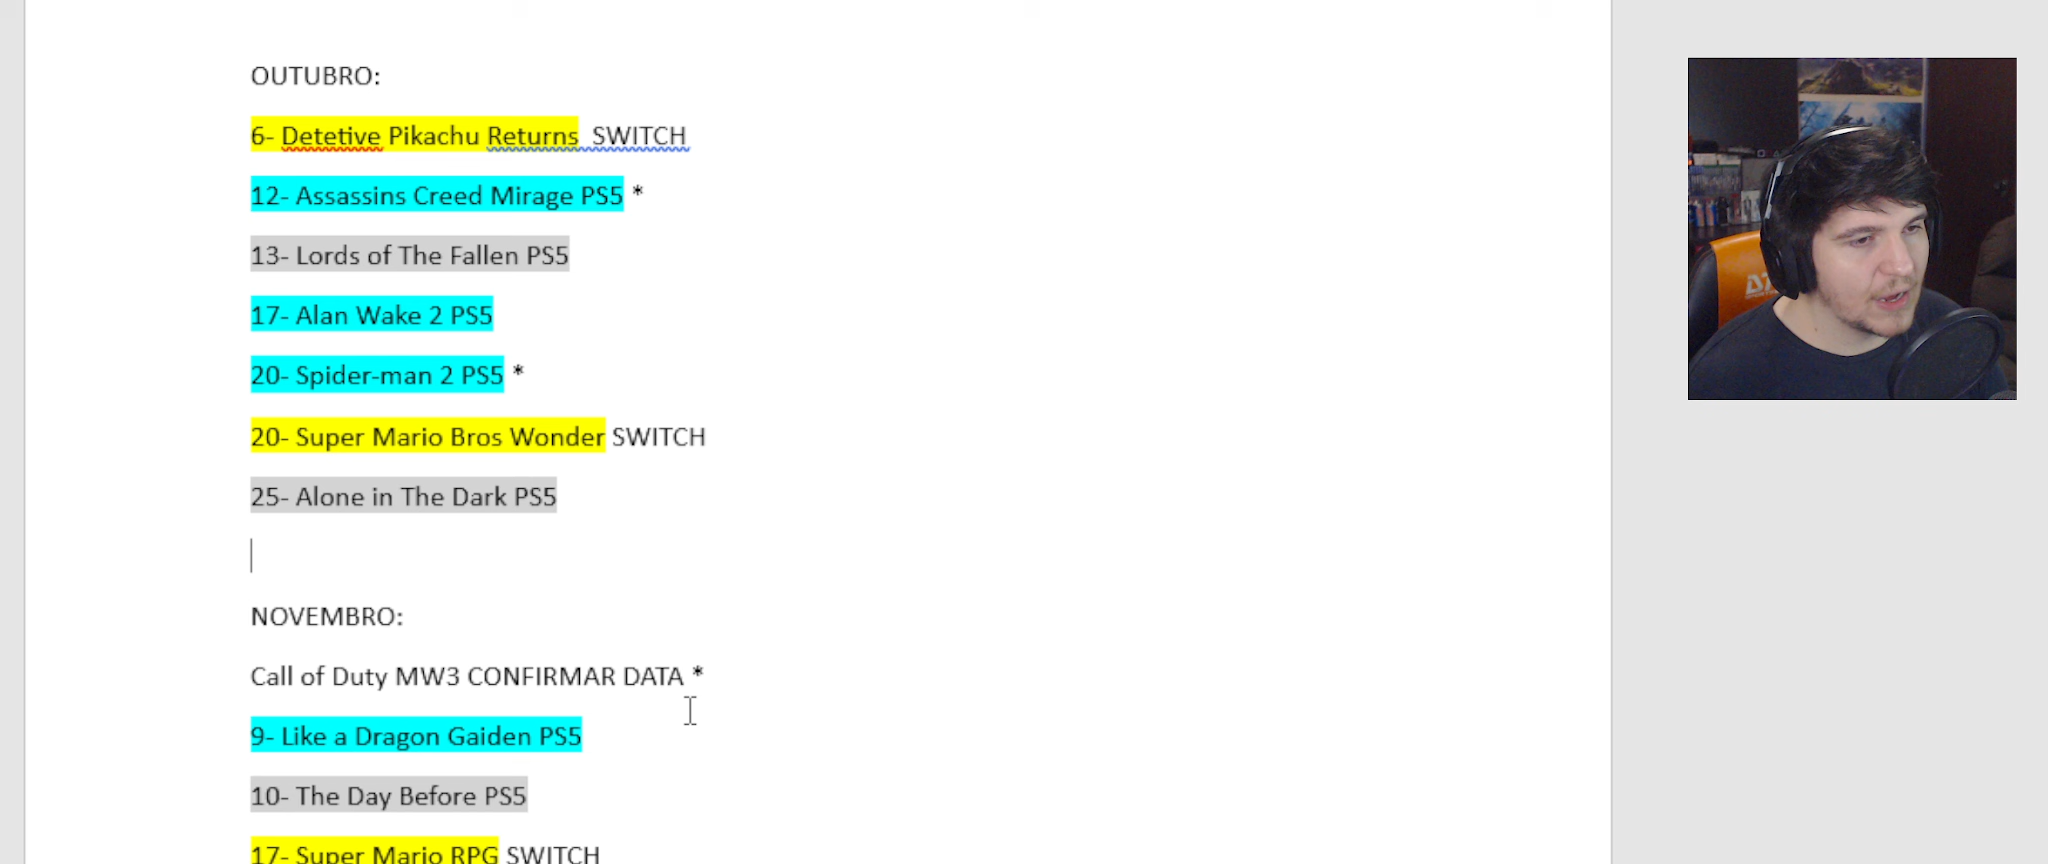 OUTUBRO:
6- Detetive Pikachu Returns  SWITCH
12- Assassins Creed Mirage PS5 *
13- Lords of The Fallen PS5
17- Alan Wake 2 PS5
20- Spider-man 2 PS5 *
20- Super Mario Bros Wonder SWITCH
25- Alone in The Dark PS5
NOVEMBRO:
Call of Duty MW3 CONFIRMAR DATA *
9- Like a Dragon Gaiden PS5
10- The Day Before PS5
17- Super Mario RPG SWITCH